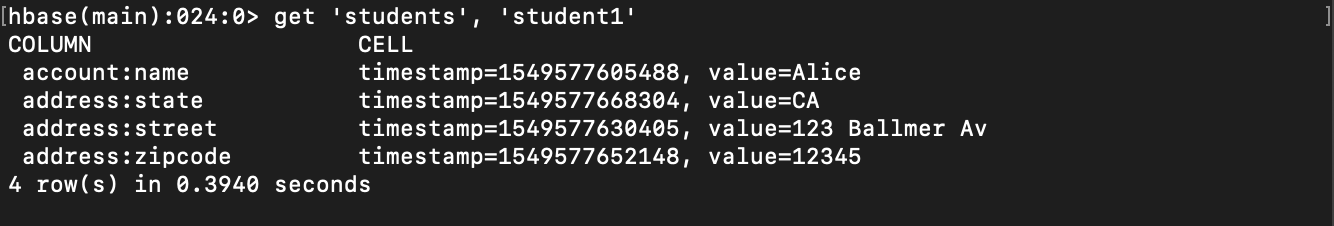 [hbase(main):024:0> get 'students', 'student1' ]
COLUMN CELL
account:name timestamp=1549577605488, value=Alice
address:state timestamp=1549577668304, value=CA
address:street timestamp=1549577630405, value=123 Ballmer Av
address:zipcode timestamp=1549577652148, value=12345
4 row(s) in 0.3940 seconds